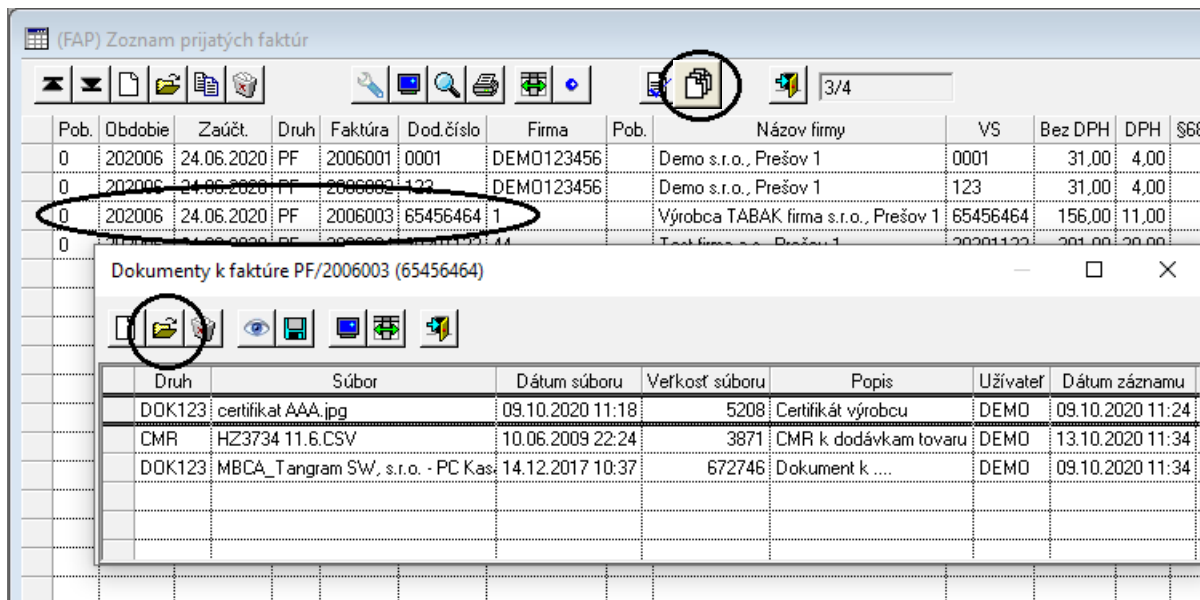 (FAP) Zoznam prijatých faktúr
3/4
Pob. Obdobie Zaúčt. Druh Faktúra Dod.číslo Firma Pob. Názov firmy VS Bez DPH DPH
0 202006 24.06.2020 PF 2006001 0001 DEMO123456 Demo s.r.o., Prešov 1 0001 31,00 4,00
0 202006 24.06.2020 PF 2006002 123 DEMO123456 Demo s.r.o., Prešov 1 123 31,00 4,00
0 202006 24.06.2020 PF 2006003 65456464 1 Výrobca TABAK firma s.r.o., Prešov 1 65456464 156,00 11,00
0
Dokumenty k faktúre PF/2006003 (65456464)
Druh Súbor Dátum súboru Veľkosť súboru Popis Užívateľ Dátum záznamu
DOK123 certifikat AAA.jpg 09.10.2020 11:18 5208 Certifikát výrobcu DEMO 09.10.2020 11:24
CMR HZ3734 11.6.CSV 10.06.2009 22:24 3871 CMR k dodávkam tovaru DEMO 13.10.2020 11:34
DOK123 MBCA_Tangram SW, s.r.o. - PC Kas 14.12.2017 10:37 672746 Dokument k .... DEMO 09.10.2020 11:34